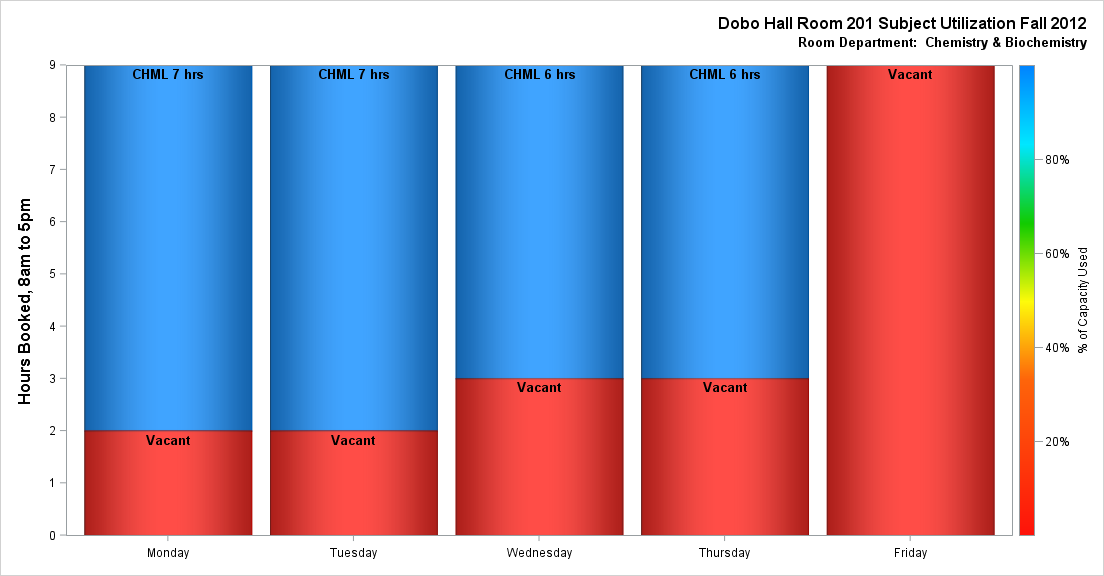 Dobo Hall Room 201 Subject Utilization Fall 2012
Room Department:  Chemistry & Biochemistry
Hours Booked, 8am to 5pm
9
8
7
6
5
4
3
2
1
0
CHML 7 hrs
CHML 7 hrs
CHML 6 hrs
CHML 6 hrs
Vacant
Vacant
Vacant
Vacant
Vacant
Monday
Tuesday
Wednesday
Thursday
Friday
80%
60%
40%
20%
% of Capacity Used